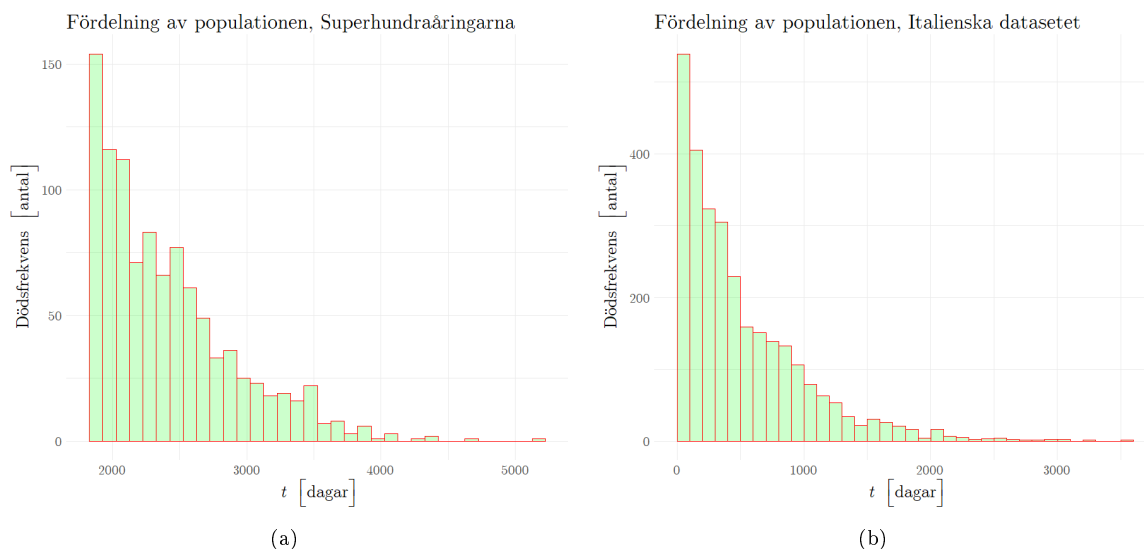 Fördelning av populationen, Superhundraåringarna
150
100
50
0
Dödsfrekvens [antal]
2000 3000 4000 5000
t [dagar]
(a)
Fördelning av populationen, Italienska datasetet
400
200
0
Dödsfrekvens [antal]
0 1000 2000 3000
t [dagar]
(b)